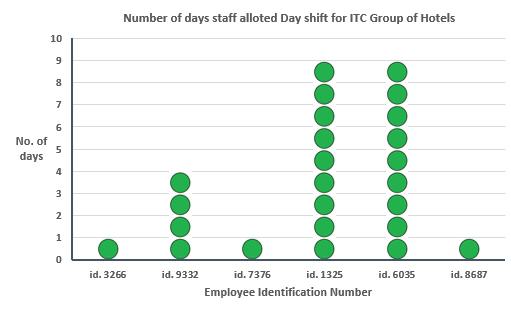 Number of days staff alloted Day shift for ITC Group of Hotels
10
9
8
7
6
5
4
3
2
1
0
No. of
days
id. 3266 id. 9332 id. 7376 id. 1325 id. 6035 id. 8687
Employee Identification Number